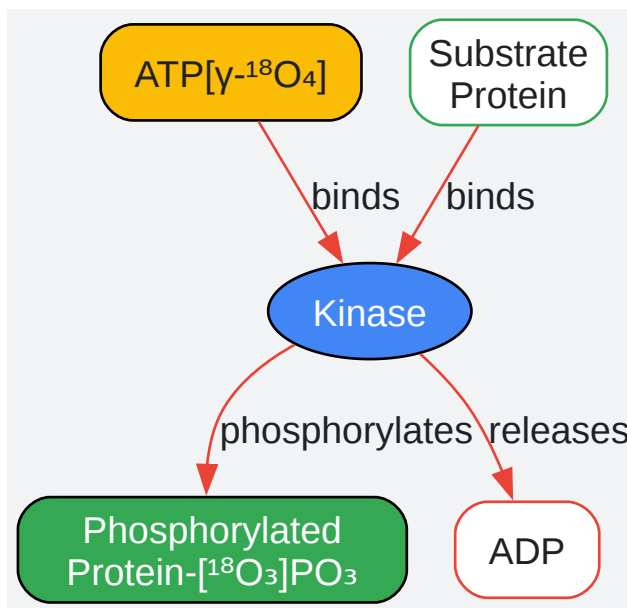 ATP[γ-¹⁸O₄]
Substrate
Protein
binds
binds
Kinase
phosphorylates
releases
Phosphorylated
Protein-[¹⁸O₃]PO₃
ADP